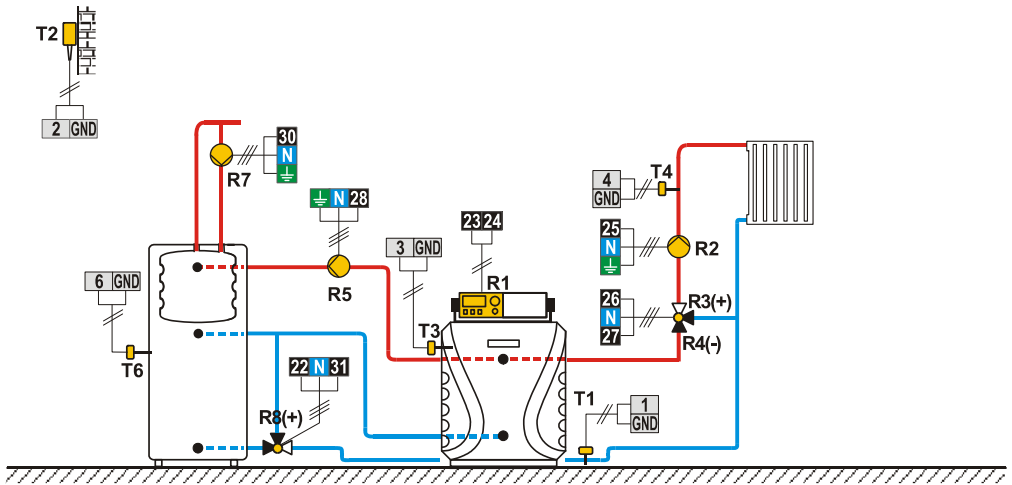 T2
2 GND
30
N
R7
N 28
R5
23 24
R1
3 GND
T3
6 GND
T6
22 N 31
R8(+)
4
GND
T4
25
N
R2
26
N
27
R3(+)
R4(-)
T1
1
GND